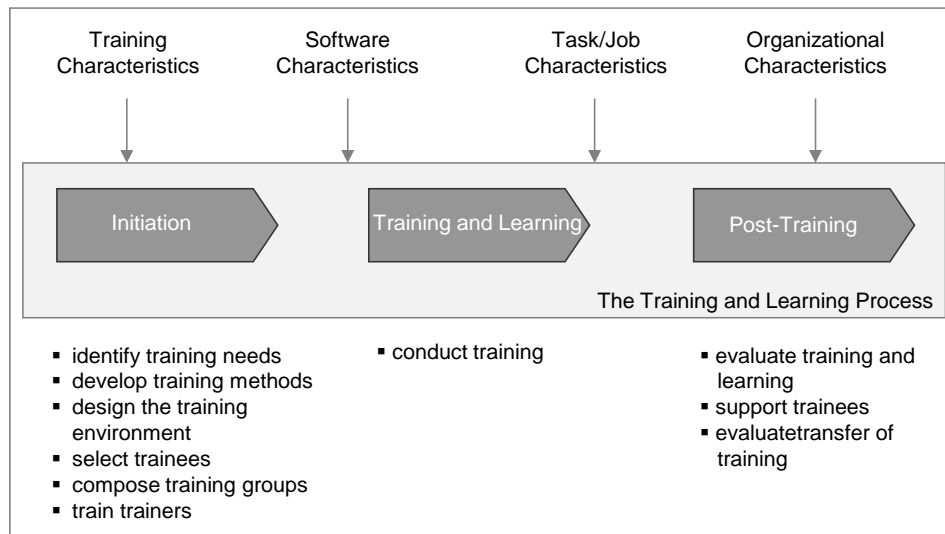 Training
Characteristics
Software
Characteristics
Task/Job
Characteristics
Organizational
Characteristics
Initiation
Training and Learning
Post-Training
The Training and Learning Process
▪ identify training needs
▪ develop training methods
▪ design the training
environment
▪ select trainees
▪ compose training groups
▪ train trainers
▪ conduct training
▪ evaluate training and
learning
▪ support trainees
▪ evaluatetransfer of
training